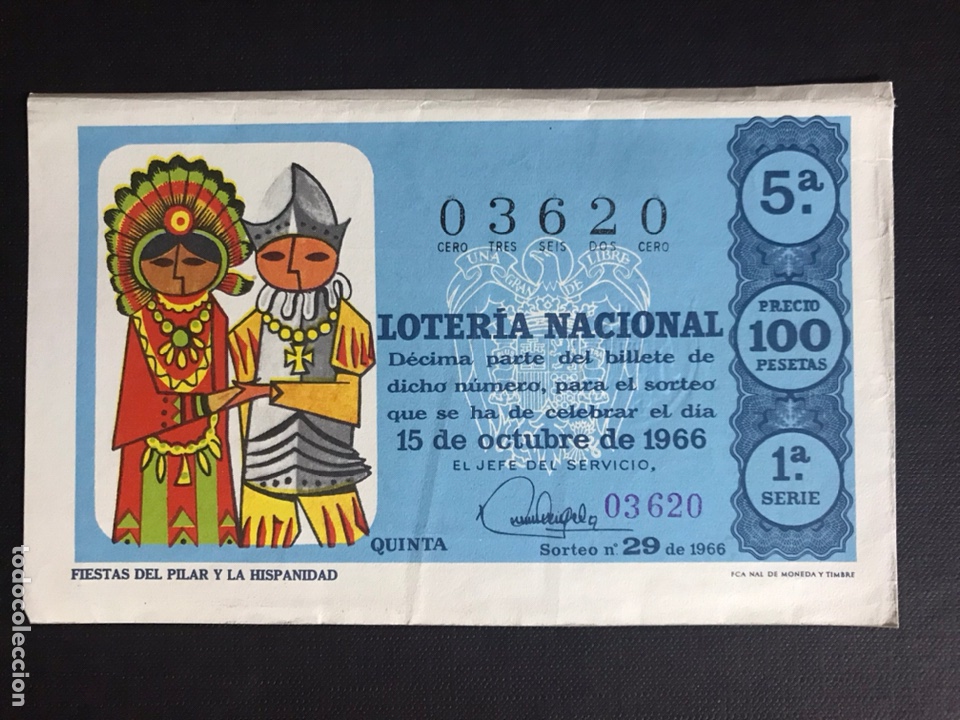 03620
CERO TRES SEIS DOS CERO
UNA GRANDE LIBRE
LOTERÍA NACIONAL
Décima parte del billete de
dicho número, para el sorteo
que se ha de celebrar el día
15 de octubre de 1966
EL JEFE DEL SERVICIO,
03620
QUINTA
Sorteo nº 29 de 1966
5.ª
PRECIO
100
PESETAS
1.ª
SERIE
FIESTAS DEL PILAR Y LA HISPANIDAD
FCA NAL DE MONEDA Y TIMBRE
todocoleccion